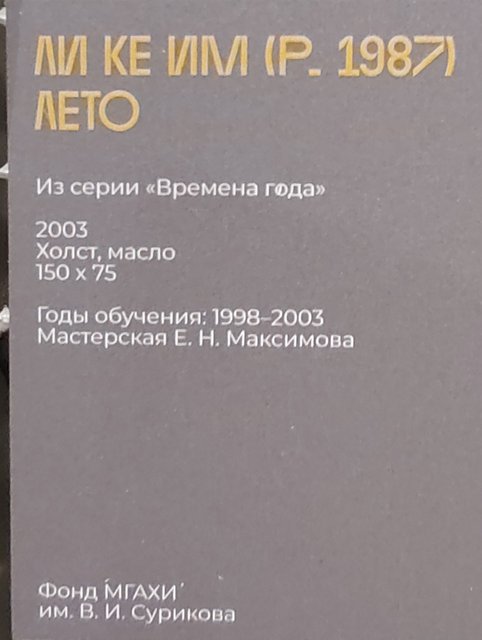 ЛИ КЕ ИМ (Р. 1987)
ЛЕТО
Из серии «Времена года»
2003
Холст, масло
150 х 75
Годы обучения: 1998–2003
Мастерская Е. Н. Максимова
Фонд МГАХИ
им. В. И. Сурикова